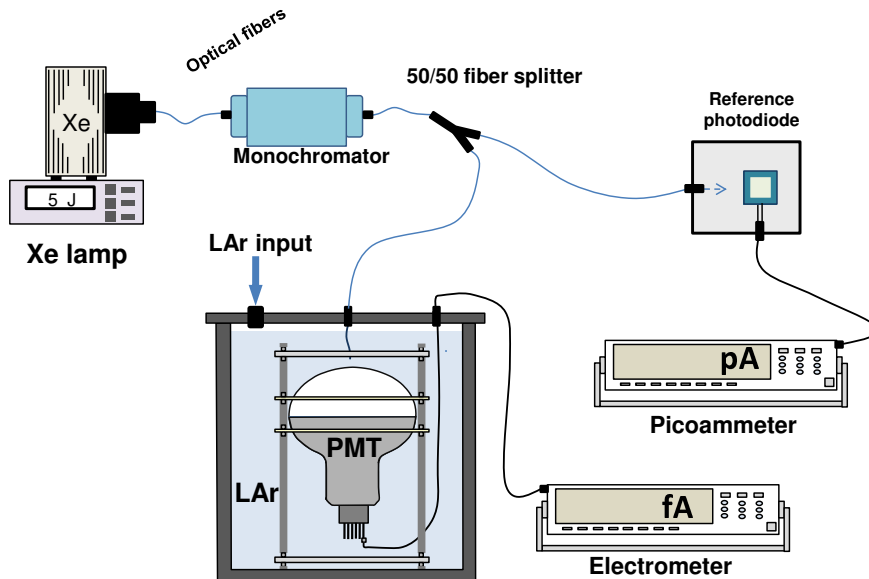 Optical fibers
50/50 fiber splitter
Reference
photodiode
Xe
Monochromator
5 J
Xe lamp
LAr input
pA
Picoammeter
PMT
LAr
fA
Electrometer